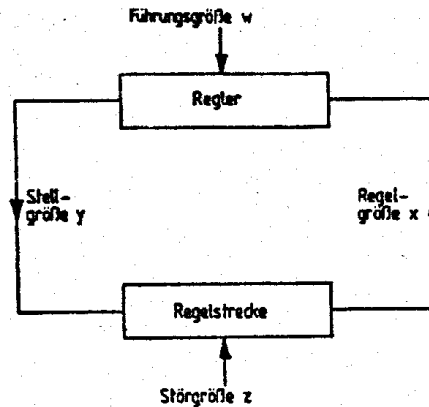 Führungsgröße w
Regler
Stell-
größe y
Regel-
größe x
Regelstrecke
Störgröße z